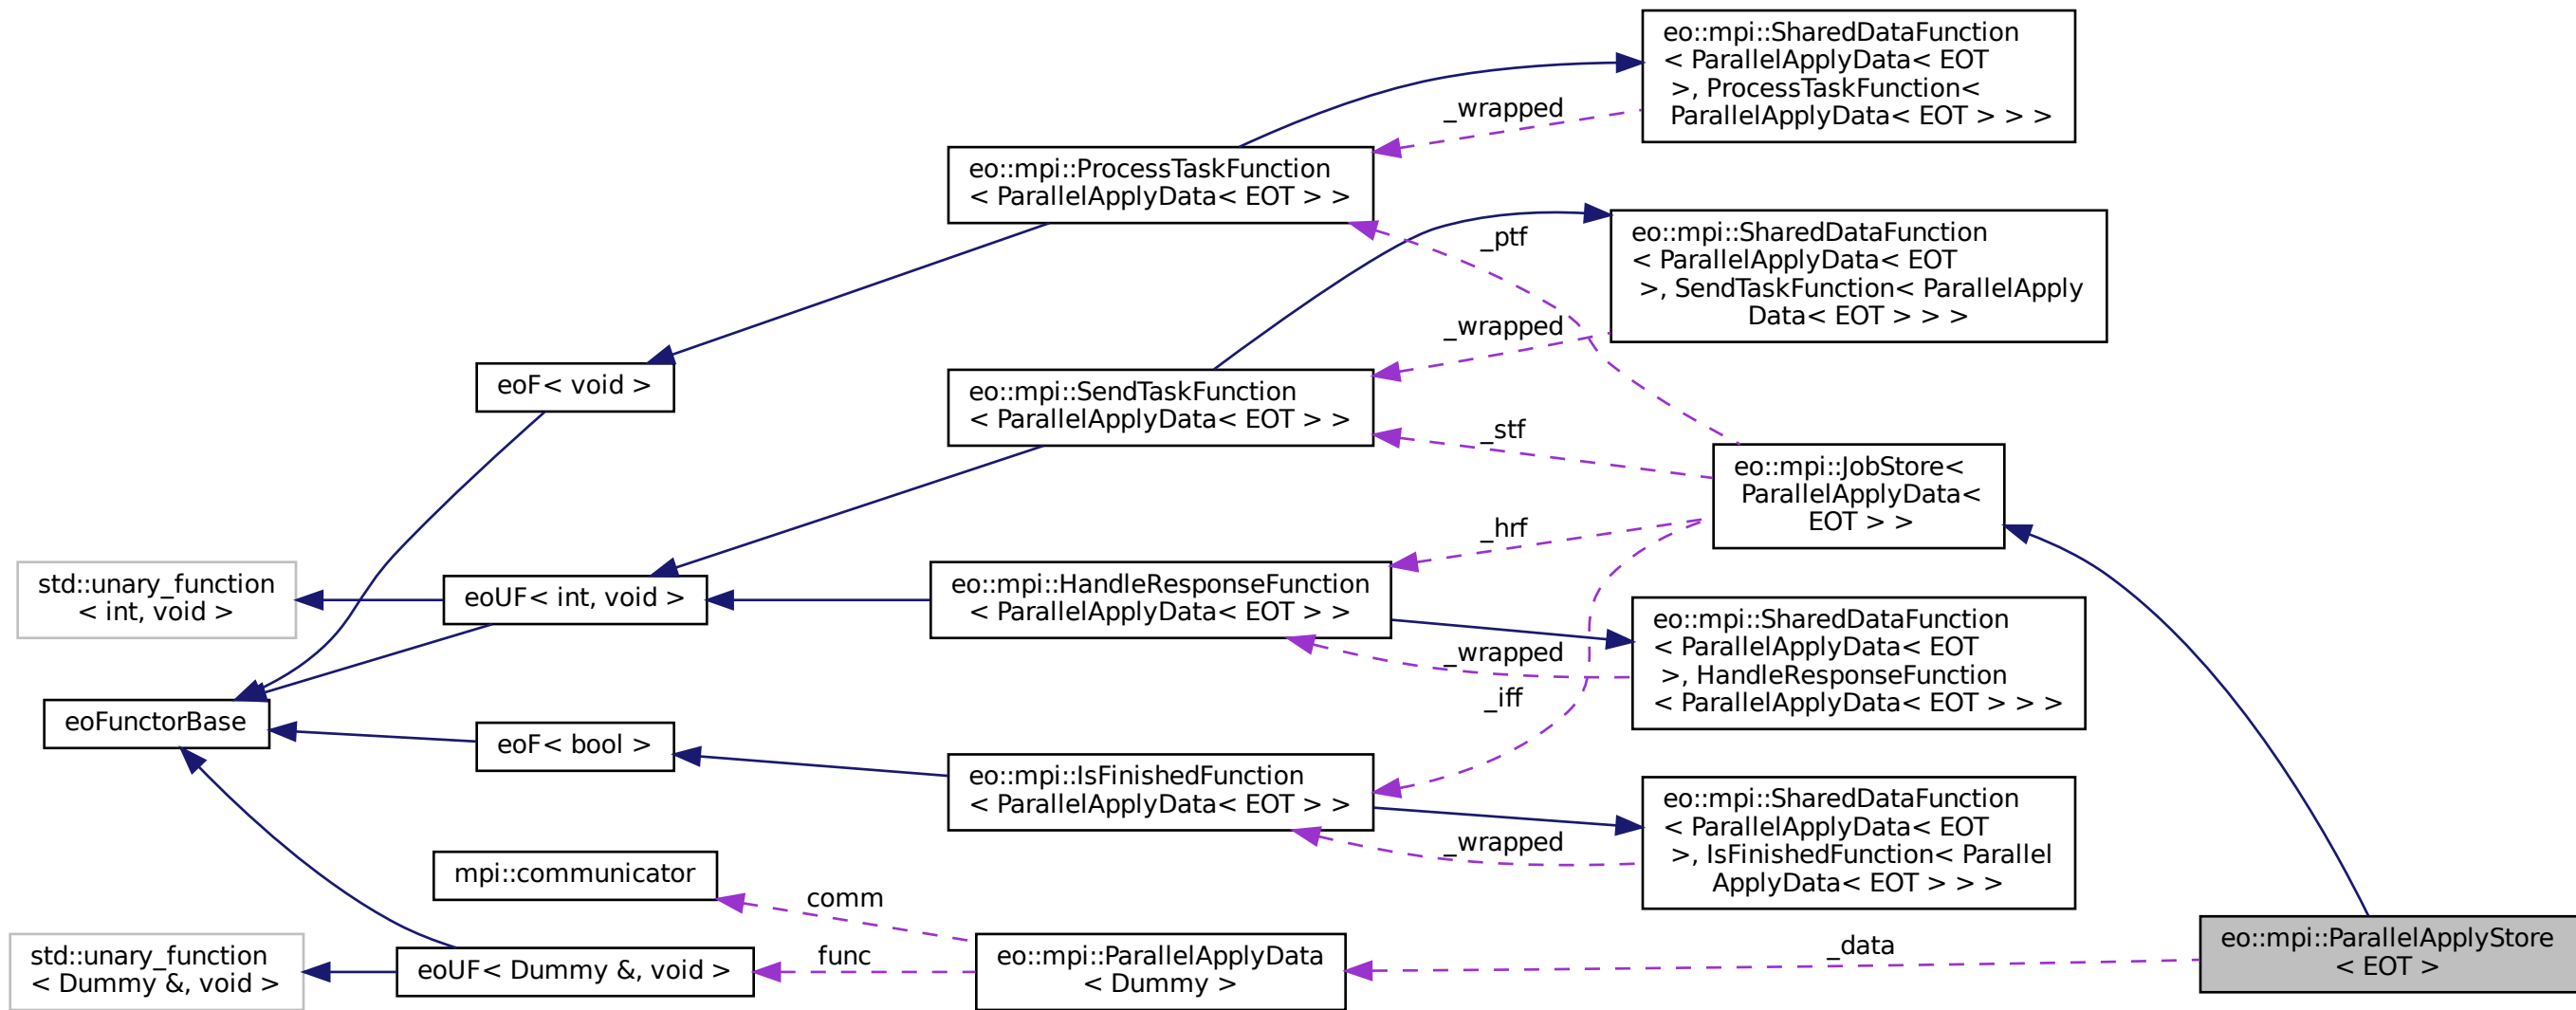 eo::mpi::SharedDataFunction
< ParallelApplyData< EOT
>, ProcessTaskFunction<
ParallelApplyData< EOT > > >
_wrapped
eo::mpi::ProcessTaskFunction
< ParallelApplyData< EOT > >
_ptf
eo::mpi::SharedDataFunction
< ParallelApplyData< EOT
>, SendTaskFunction< ParallelApply
Data< EOT > > >
_wrapped
eoF< void >
eo::mpi::SendTaskFunction
< ParallelApplyData< EOT > >
_stf
eo::mpi::JobStore<
ParallelApplyData<
EOT > >
_hrf
std::unary_function
< int, void >
eoUF< int, void >
eo::mpi::HandleResponseFunction
< ParallelApplyData< EOT > >
eo::mpi::SharedDataFunction
< ParallelApplyData< EOT
>, HandleResponseFunction
< ParallelApplyData< EOT > > >
_wrapped
_iff
eoFunctorBase
eoF< bool >
eo::mpi::IsFinishedFunction
< ParallelApplyData< EOT > >
eo::mpi::SharedDataFunction
< ParallelApplyData< EOT
>, IsFinishedFunction< Parallel
ApplyData< EOT > > >
_wrapped
mpi::communicator
comm
std::unary_function
< Dummy &, void >
eoUF< Dummy &, void >
func
eo::mpi::ParallelApplyData
< Dummy >
_data
eo::mpi::ParallelApplyStore
< EOT >